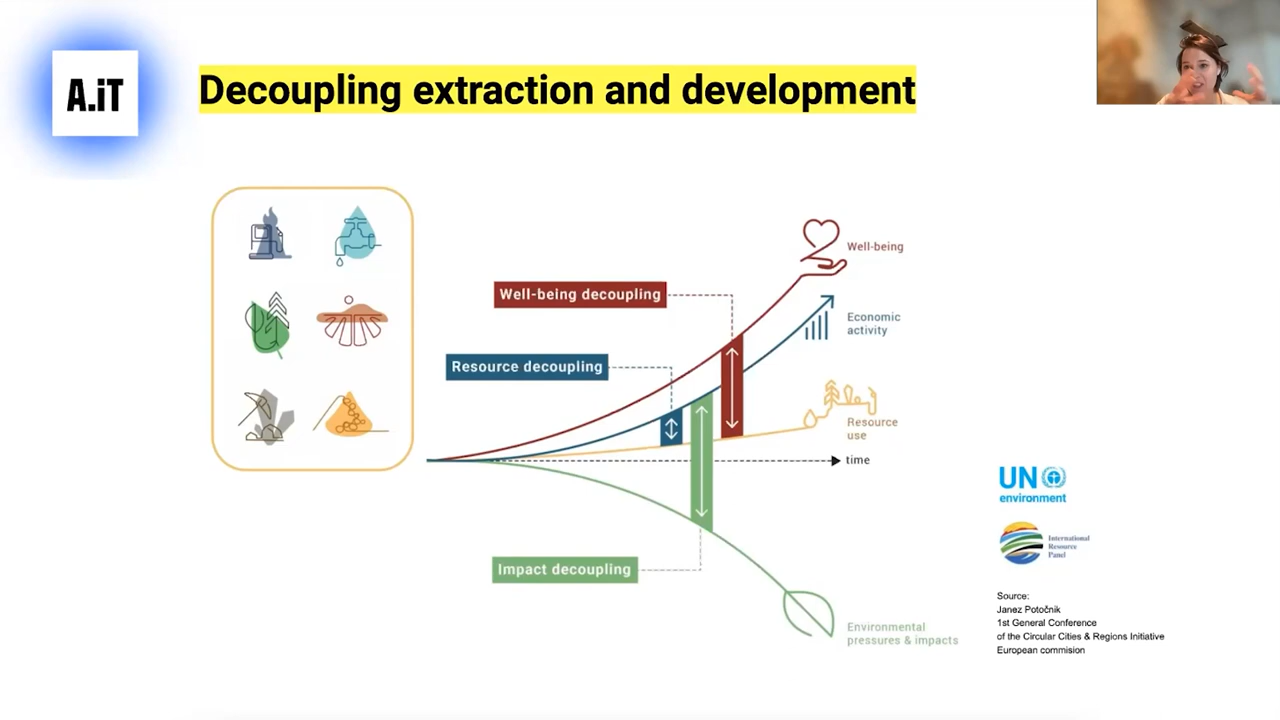 A.iT
Decoupling extraction and development
Well-being
Well-being decoupling
Economic
activity
Resource decoupling
Resource
use
time
UN
environment
International
Resource
Panel
Impact decoupling
Source:
Janez Potočnik
1st General Conference
of the Circular Cities & Regions Initiative
European commision
Environmental
pressures & impacts